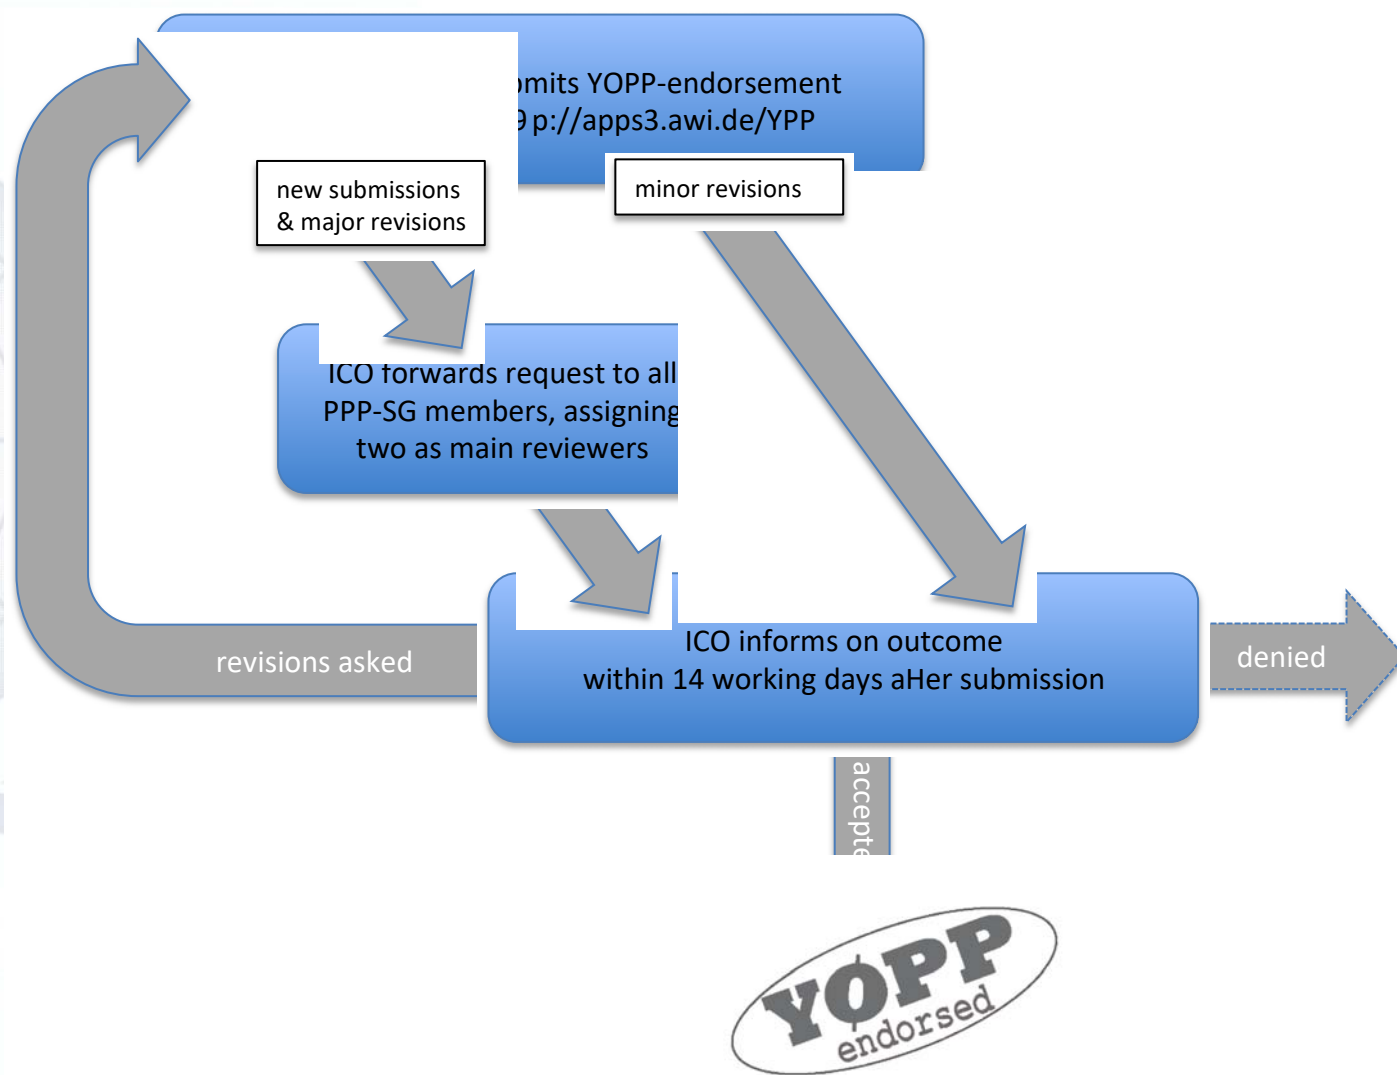 YOPP-endorsement
p://apps3.awi.de/YPP
new submissions
& major revisions
minor revisions
ICO forwards request to all
PPP-SG members, assigning
two as main reviewers
ICO informs on outcome
within 14 working days aHer submission
revisions asked
denied
accepte
YOPP
endorsed